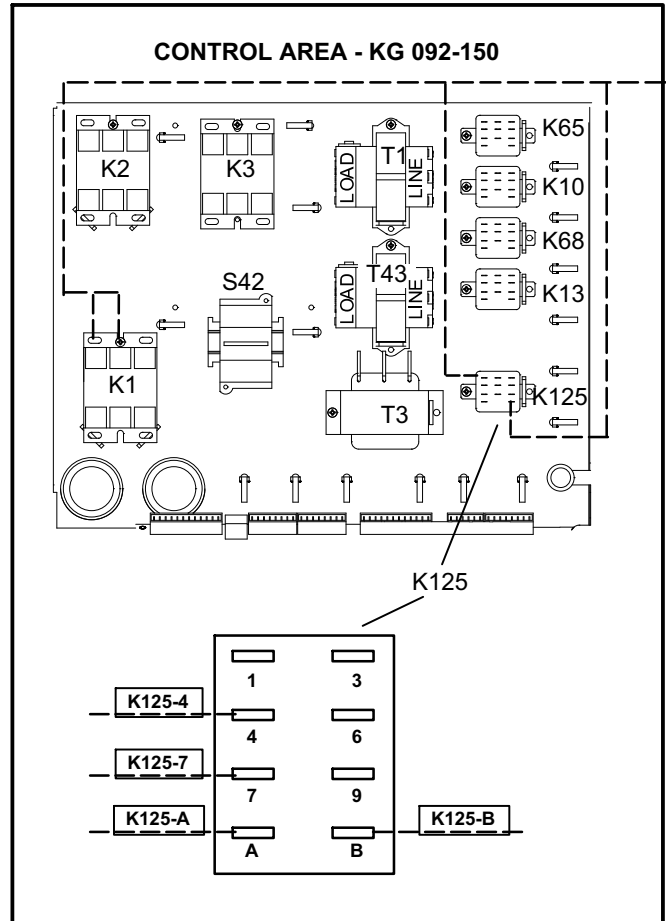 CONTROL AREA - KG 092-150
K2
K3
LOAD
T1
LINE
K65
K10
K68
K13
S42
LOAD
T43
LINE
K1
T3
K125
K125
1
3
K125-4
4
6
K125-7
7
9
K125-A
K125-B
A
B